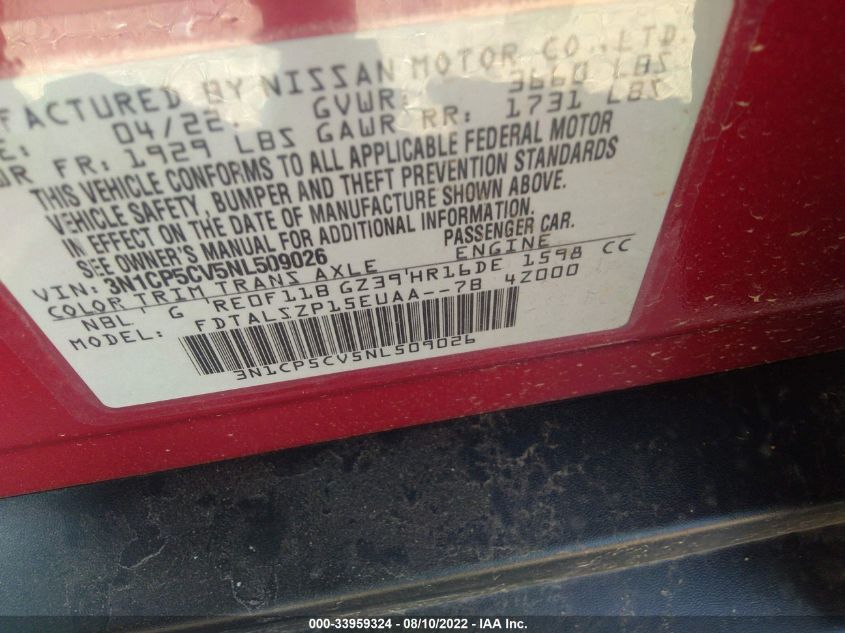 FACTURED BY NISSAN MOTOR CO.,LTD.
E: 04/22 GVWR: 3660 LBS
FR: 1929 LBS GAWR RR: 1731 LBS
THIS VEHICLE CONFORMS TO ALL APPLICABLE FEDERAL MOTOR
VEHICLE SAFETY, BUMPER AND THEFT PREVENTION STANDARDS
IN EFFECT ON THE DATE OF MANUFACTURE SHOWN ABOVE.
SEE OWNER'S MANUAL FOR ADDITIONAL INFORMATION.
VIN: 3N1CP5CV5NL509026 PASSENGER CAR.
COLOR TRIM TRANS AXLE ENGINE
NBL G RE0F11B GZ39 HR16DE 1598 CC
MODEL: FDTALZZP15EUAA--7B 4Z000
3N1CP5CV5NL509026
000-33959324 - 08/10/2022 - IAA Inc.